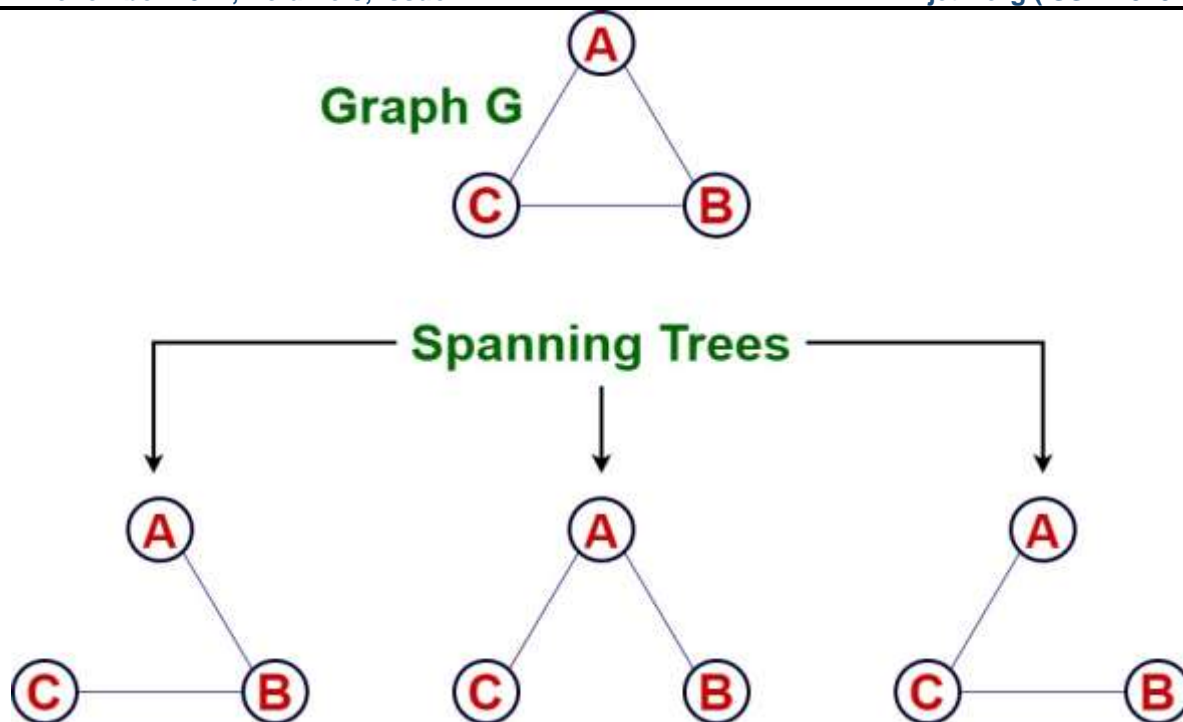 A
Graph G
C B
Spanning Trees
A A A
C B C B C B